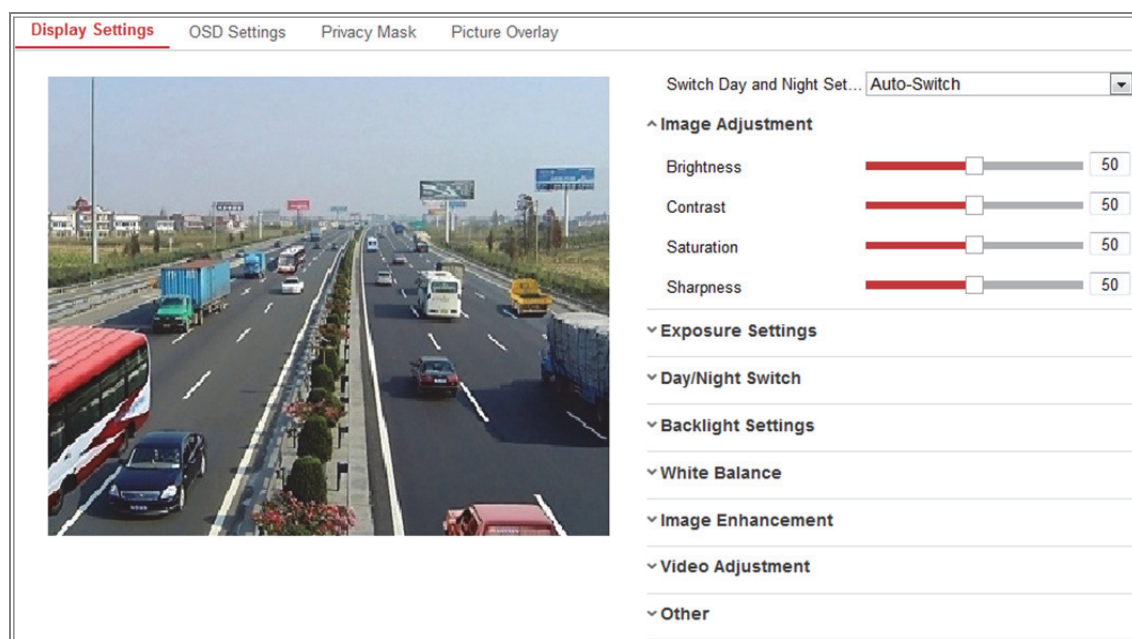 Display Settings OSD Settings Privacy Mask Picture Overlay
Switch Day and Night Set... Auto-Switch
Image Adjustment
Brightness 50
Contrast 50
Saturation 50
Sharpness 50
Exposure Settings
Day/Night Switch
Backlight Settings
White Balance
Image Enhancement
Video Adjustment
Other